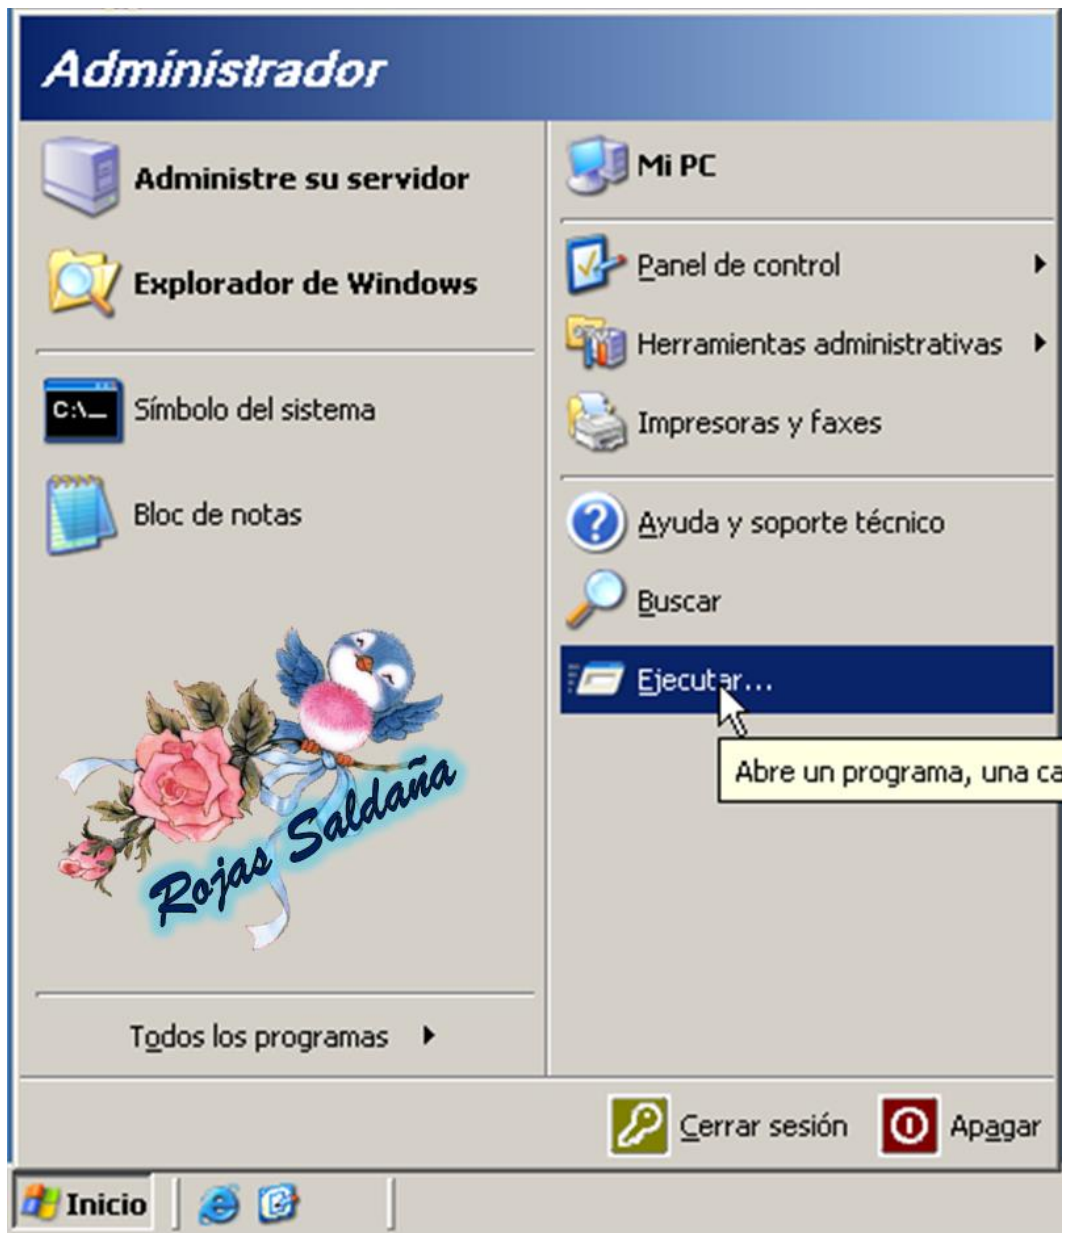 Administrador
Administre su servidor
Explorador de Windows
C:\_
Símbolo del sistema
Bloc de notas
Rojas Saldaña
Todos los programas
Mi PC
Panel de control
Herramientas administrativas
Impresoras y faxes
Ayuda y soporte técnico
Buscar
Ejecutar...
Abre un programa, una ca
Cerrar sesión
Apagar
Inicio